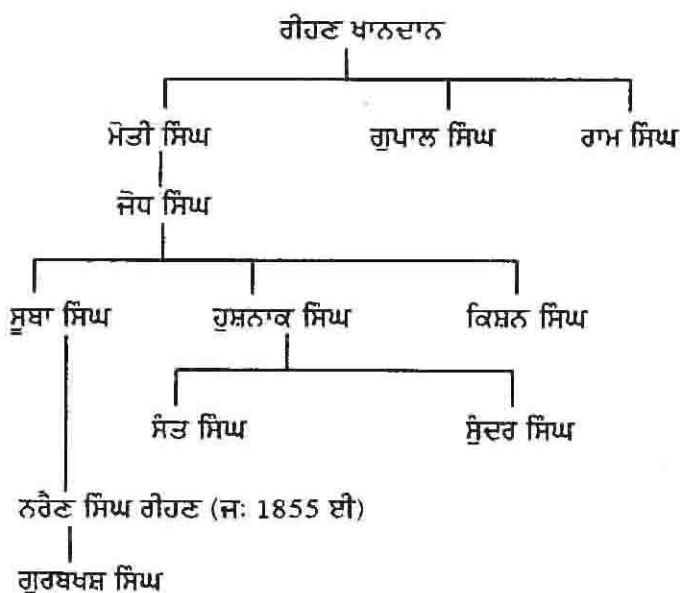 ਰੀਹਣ ਖਾਨਦਾਨ
ਮੋਤੀ ਸਿੰਘ ਗੁਪਾਲ ਸਿੰਘ ਰਾਮ ਸਿੰਘ
ਜੋਧ ਸਿੰਘ
ਸੂਬਾ ਸਿੰਘ ਹੁਸ਼ਨਾਕ ਸਿੰਘ ਕਿਸ਼ਨ ਸਿੰਘ
ਸੰਤ ਸਿੰਘ ਸੁੰਦਰ ਸਿੰਘ
ਨਰੈਣ ਸਿੰਘ ਰੀਹਣ (ਜ: 1855 ਈ)
ਗੁਰਬਖਸ਼ ਸਿੰਘ